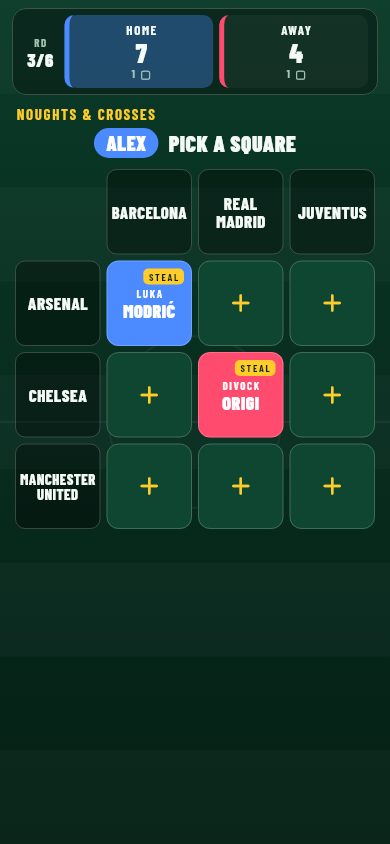 RD
3/6
HOME
7
1
AWAY
4
1
NOUGHTS & CROSSES
ALEX PICK A SQUARE
BARCELONA
REAL
MADRID
JUVENTUS
ARSENAL
STEAL
LUKA
MODRIĆ
+
+
CHELSEA
+
STEAL
DIVOCK
ORIGI
+
MANCHESTER
UNITED
+
+
+